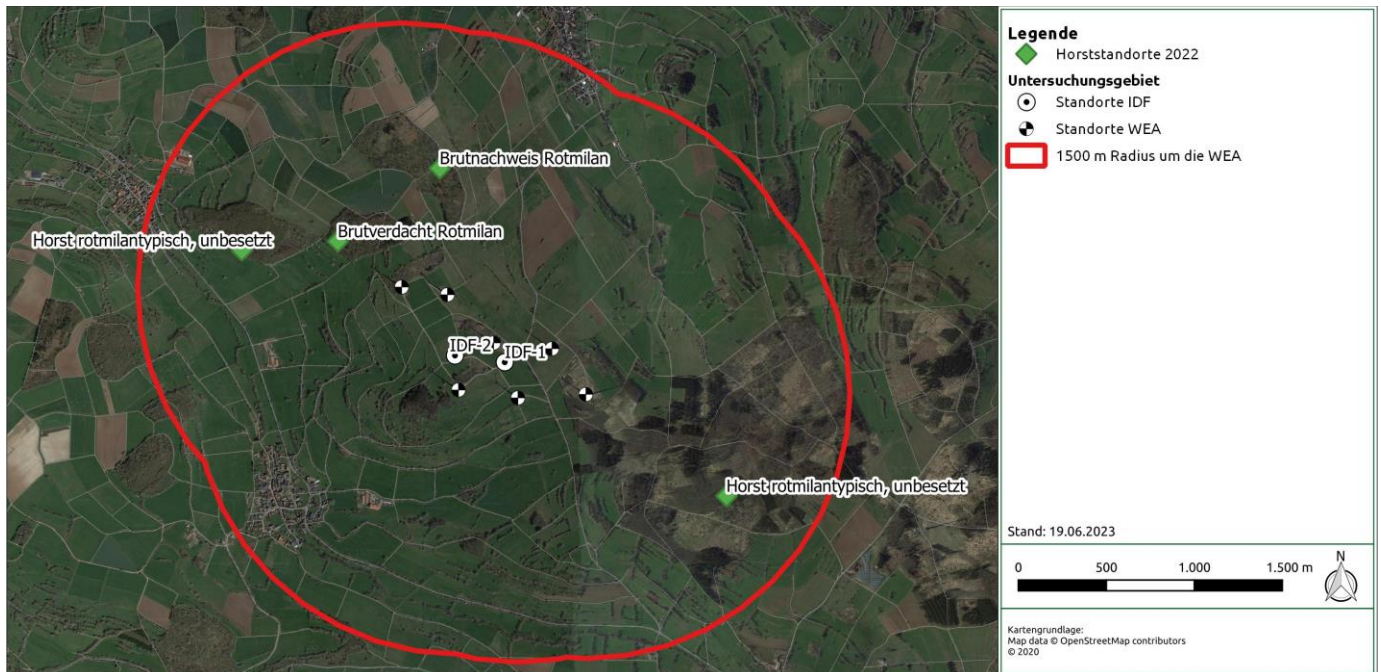 Brutnachweis Rotmilan
Brutverdacht Rotmilan
Horst rotmilantypisch, unbesetzt
IDF-2
IDF-1
Horst rotmilantypisch, unbesetzt
Legende
Horststandorte 2022
Untersuchungsgebiet
Standorte IDF
Standorte WEA
1500 m Radius um die WEA
Stand: 19.06.2023
0 500 1.000 1.500 m
N
Kartengrundlage:
Map data © OpenStreetMap contributors
© 2020